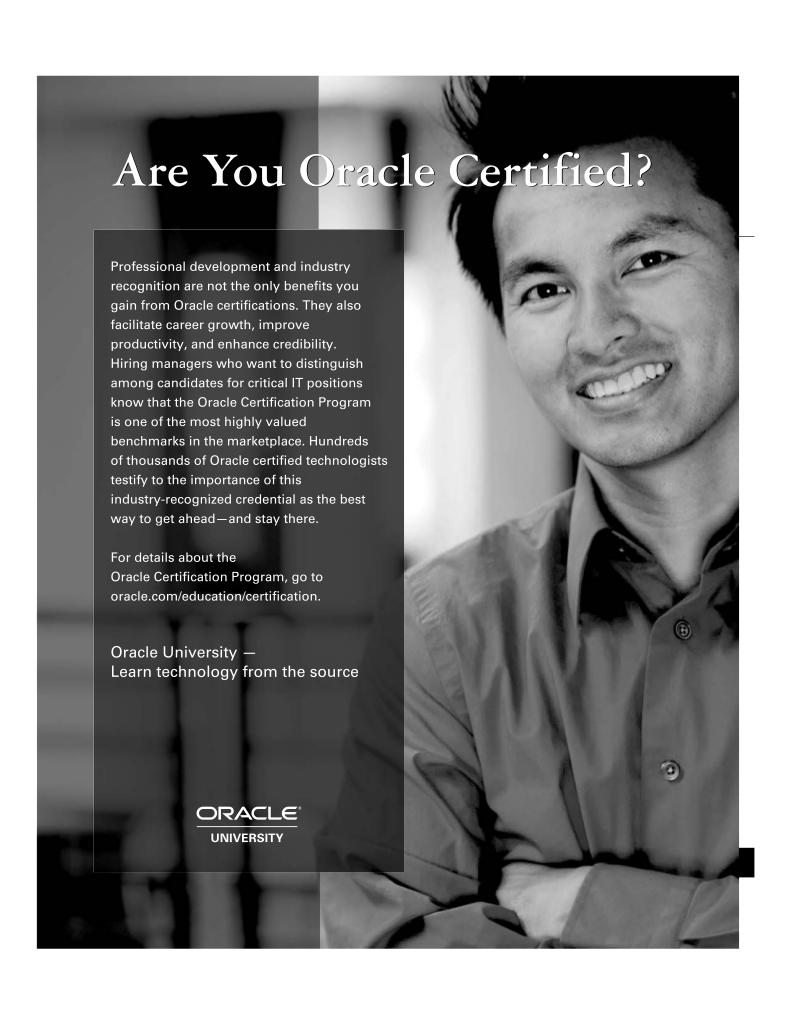 Are You Oracle Certified?
Professional development and industry
recognition are not the only benefits you
gain from Oracle certifications. They also
facilitate career growth, improve
productivity, and enhance credibility.
Hiring managers who want to distinguish
among candidates for critical IT positions
know that the Oracle Certification Program
is one of the most highly valued
benchmarks in the marketplace. Hundreds
of thousands of Oracle certified technologists
testify to the importance of this
industry-recognized credential as the best
way to get ahead—and stay there.
For details about the
Oracle Certification Program, go to
oracle.com/education/certification.
Oracle University —
Learn technology from the source
ORACLE®
UNIVERSITY